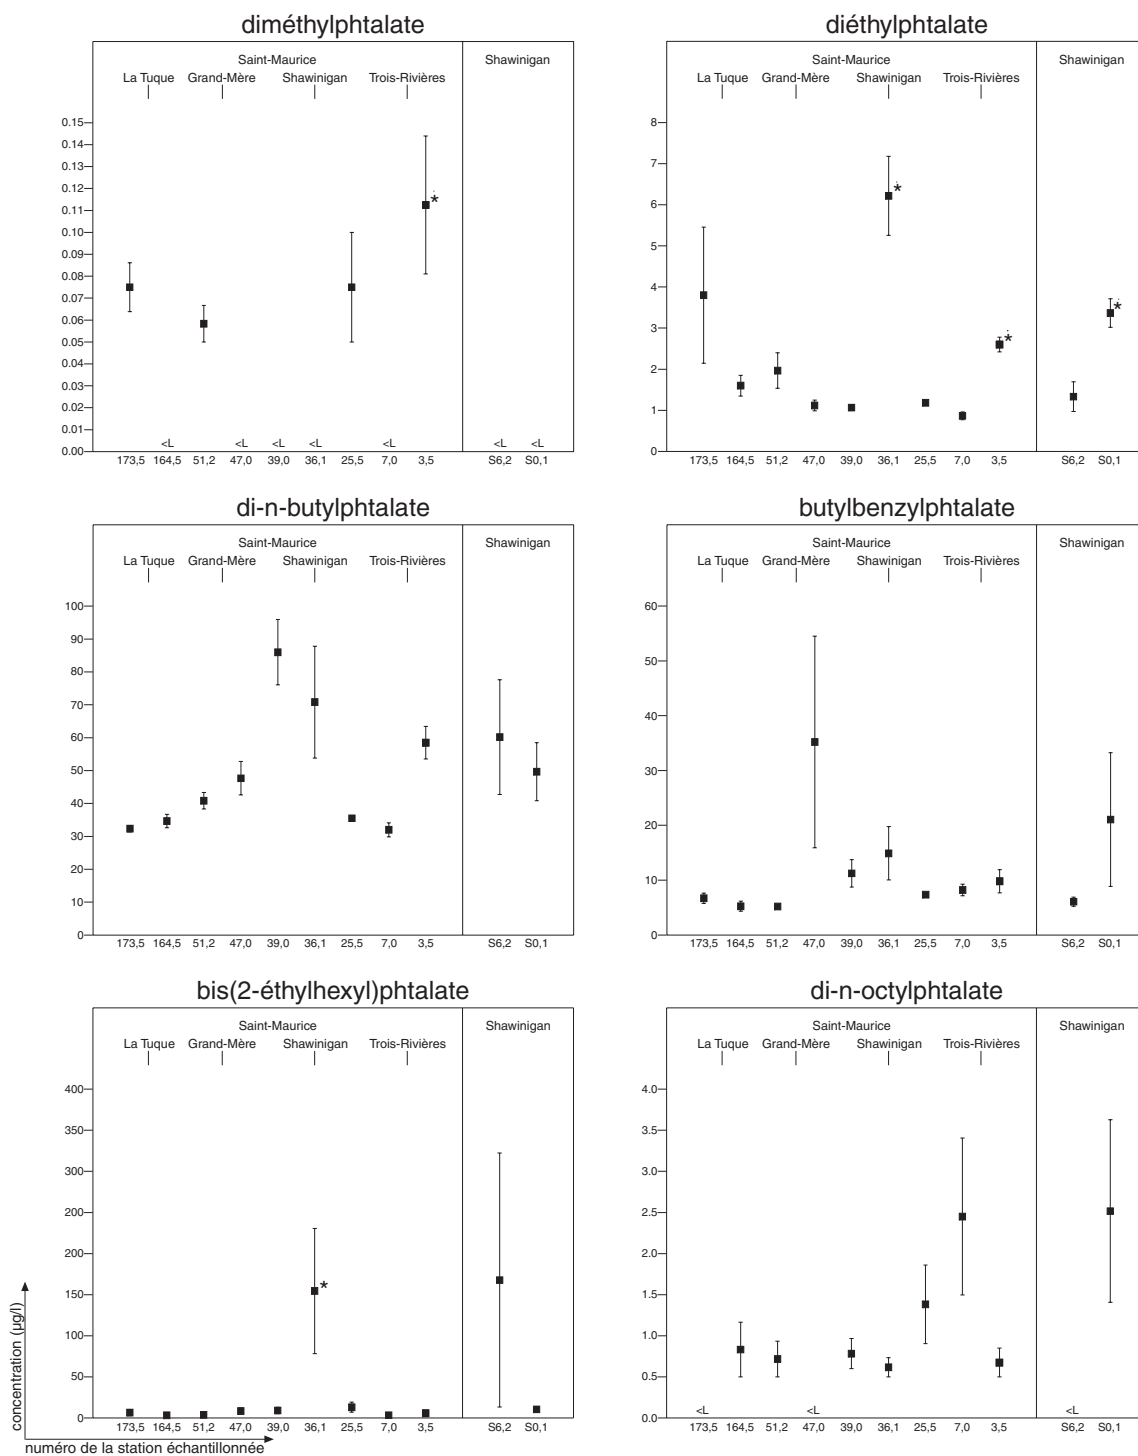 diméthylphtalate
Saint-Maurice
Shawinigan
La Tuque Grand-Mère Shawinigan Trois-Rivières
0.15
0.14
0.13
0.12
0.11
*
0.10
0.09
0.08
0.07
0.06
0.05
0.04
0.03
0.02
0.01
0.00
<L <L <L <L <L <L <L
173,5 164,5 51,2 47,0 39,0 36,1 25,5 7,0 3,5 S6,2 S0,1
diéthylphtalate
Saint-Maurice
Shawinigan
La Tuque Grand-Mère Shawinigan Trois-Rivières
8
7
*
6
5
4
*
3
*
2
1
0
173,5 164,5 51,2 47,0 39,0 36,1 25,5 7,0 3,5 S6,2 S0,1
di-n-butylphtalate
Saint-Maurice
Shawinigan
La Tuque Grand-Mère Shawinigan Trois-Rivières
100
90
80
70
60
50
40
30
20
10
0
173,5 164,5 51,2 47,0 39,0 36,1 25,5 7,0 3,5 S6,2 S0,1
butylbenzylphtalate
Saint-Maurice
Shawinigan
La Tuque Grand-Mère Shawinigan Trois-Rivières
60
50
40
30
20
10
0
173,5 164,5 51,2 47,0 39,0 36,1 25,5 7,0 3,5 S6,2 S0,1
bis(2-éthylhexyl)phtalate
Saint-Maurice
Shawinigan
La Tuque Grand-Mère Shawinigan Trois-Rivières
400
350
300
200
200
*
150
100
50
0
173,5 164,5 51,2 47,0 39,0 36,1 25,5 7,0 3,5 S6,2 S0,1
concentration (µg/l)
numéro de la station échantillonnée
di-n-octylphtalate
Saint-Maurice
Shawinigan
La Tuque Grand-Mère Shawinigan Trois-Rivières
4.0
3.5
3.0
2.5
2.0
1.5
1.0
0.5
0.0
<L <L <L
173,5 164,5 51,2 47,0 39,0 36,1 25,5 7,0 3,5 S6,2 S0,1